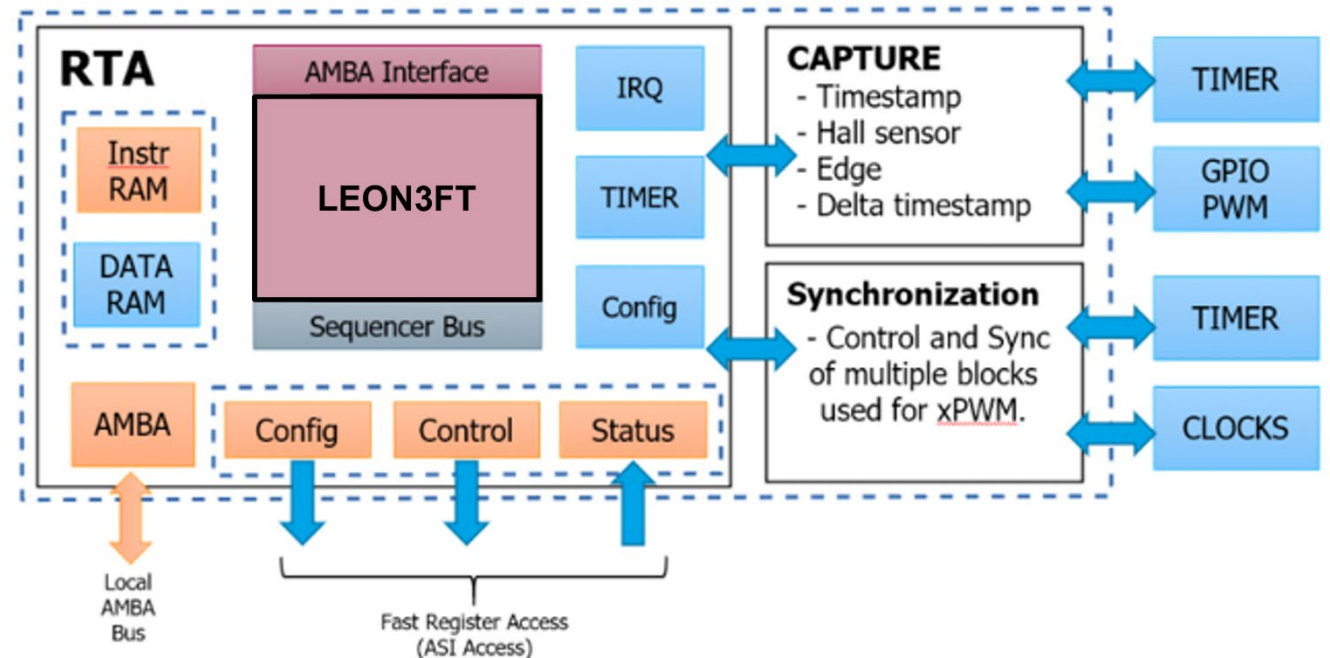 RTA
AMBA Interface
LEON3FT
Sequencer Bus
Instr
RAM
DATA
RAM
IRQ
TIMER
Config
AMBA
Config
Control
Status
CAPTURE
- Timestamp
- Hall sensor
- Edge
- Delta timestamp
Synchronization
- Control and Sync
of multiple blocks
used for xPWM.
TIMER
GPIO
PWM
TIMER
CLOCKS
Local
AMBA
Bus
Fast Register Access
(ASI Access)